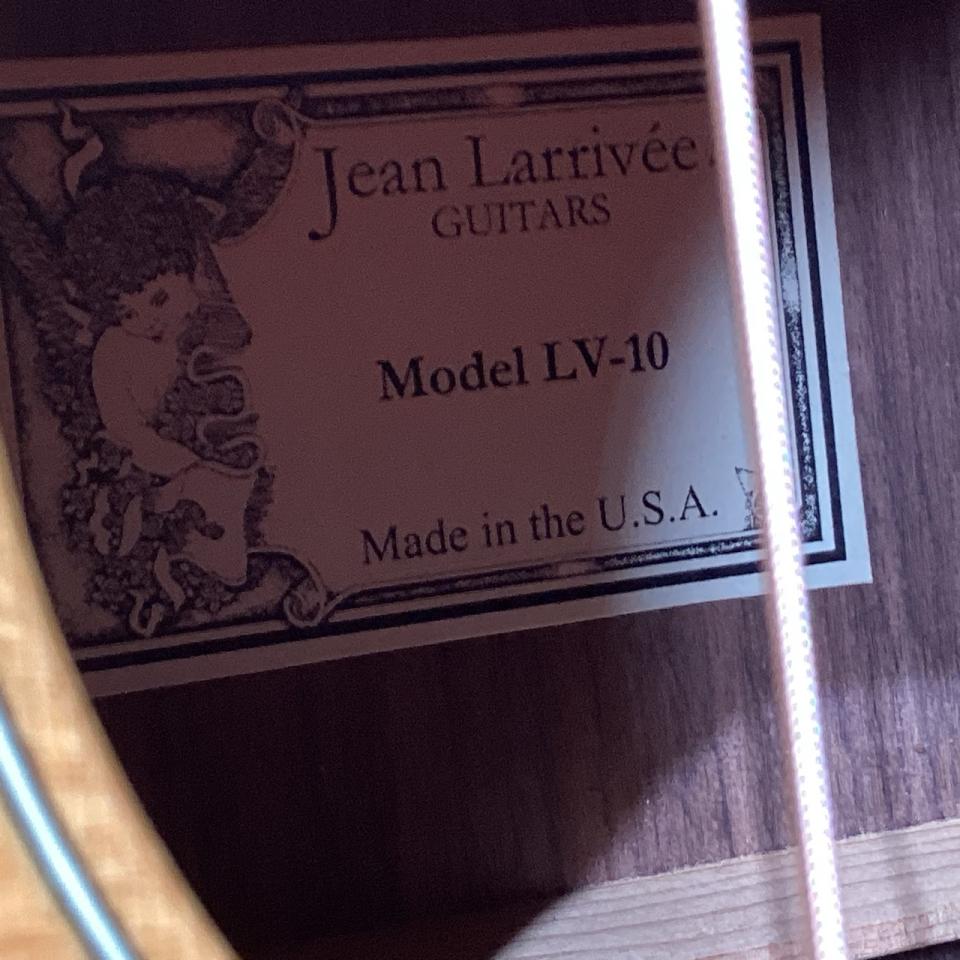 Jean Larrivée
GUITARS
Model LV-10
Made in the U.S.A.